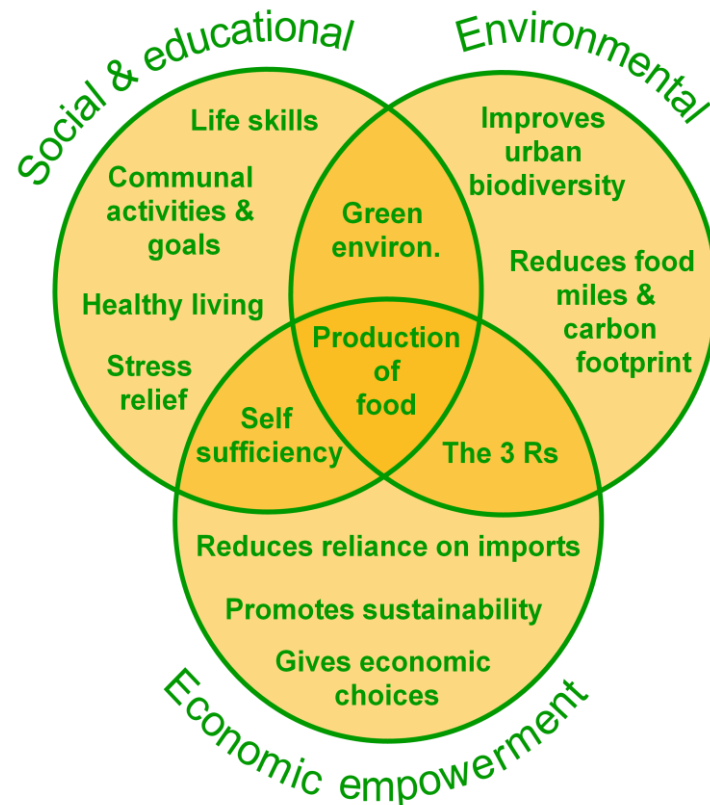 Social & educational
Environmental
Life skills
Communal
activities &
goals
Healthy living
Stress
relief
Green
environ.
Improves
urban
biodiversity
Reduces food
miles &
carbon
footprint
Production
of
food
Self
sufficiency
The 3 Rs
Reduces reliance on imports
Promotes sustainability
Gives economic
choices
Economic empowerment